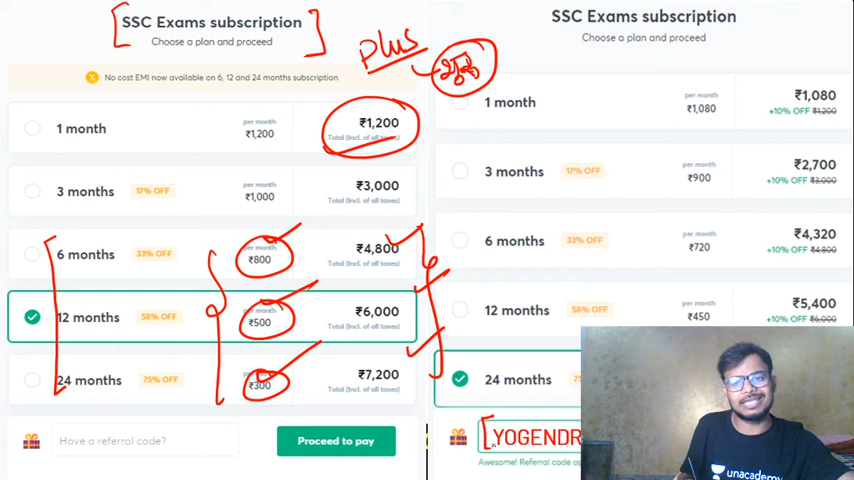 SSC Exams subscription
Choose a plan and proceed
plus
No cost EMI now available on 6, 12 and 24 months subscription
1 month
per month
₹1,200
₹1,200
Total (Incl. of all taxes)
3 months
17% OFF
per month
₹1,000
₹3,000
Total (Incl. of all taxes)
6 months
33% OFF
per month
₹800
₹4,800
Total (Incl. of all taxes)
12 months
58% OFF
per month
₹500
₹6,000
Total (Incl. of all taxes)
24 months
75% OFF
per month
₹300
₹7,200
Total (Incl. of all taxes)
Have a referral code?
Proceed to pay
SSC Exams subscription
Choose a plan and proceed
1 month
per month
₹1,080
₹1,080
+10% OFF ₹1,200
3 months
17% OFF
per month
₹900
₹2,700
+10% OFF ₹3,000
6 months
33% OFF
per month
₹720
₹4,320
+10% OFF ₹4,800
12 months
58% OFF
per month
₹450
₹5,400
+10% OFF ₹6,000
24 months
YOGENDR
Awesome! Referral code
unacademy